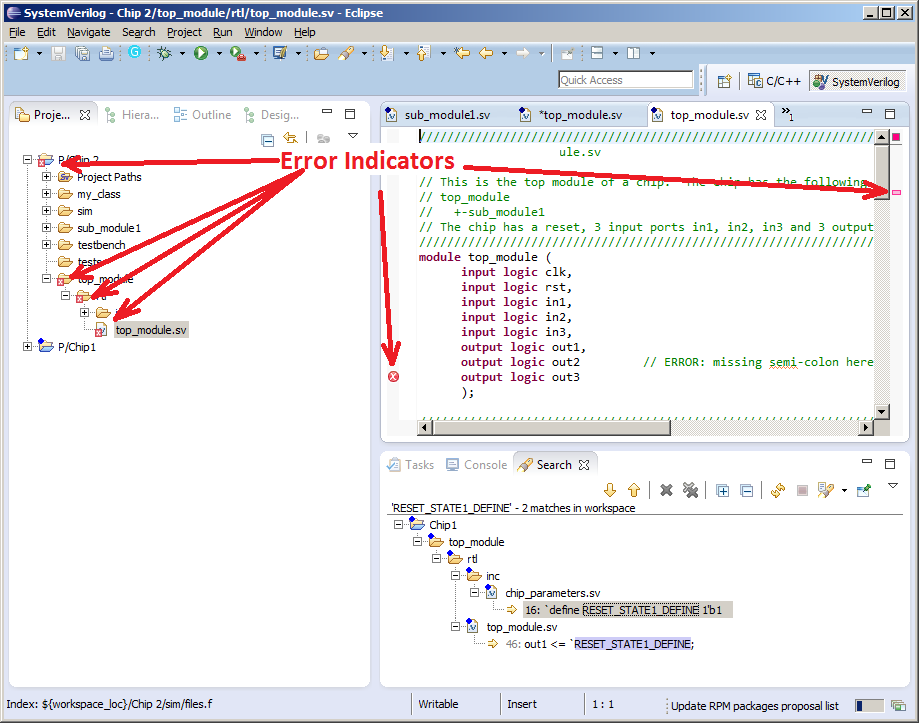 SystemVerilog - Chip 2/top_module/rtl/top_module.sv - Eclipse
File Edit Navigate Search Project Run Window Help
Quick Access
C/C++
SystemVerilog
Proje...
Hierar...
Outline
Desig...
P/Chip 2
Project Paths
my_class
sim
sub_module1
testbench
top_module
top_module.sv
P/Chip1
Error Indicators
sub_module1.sv
*top_module.sv
top_module.sv
»1
////////////////////////////////////////////////////////////////
ule.sv
// This is the top module of a chip. The chip has the following
// top_module
// +-sub_module1
// The chip has a reset, 3 input ports in1, in2, in3 and 3 output
////////////////////////////////////////////////////////////////
module top_module (
input logic clk,
input logic rst,
input logic in1,
input logic in2,
input logic in3,
output logic out1,
output logic out2 // ERROR: missing semi-colon here
output logic out3
);
Tasks
Console
Search
'RESET_STATE1_DEFINE' - 2 matches in workspace
Chip1
top_module
rtl
inc
chip_parameters.sv
16: `define RESET_STATE1_DEFINE 1'b1
top_module.sv
46: out1 <= `RESET_STATE1_DEFINE;
Index: ${workspace_loc}/Chip 2/sim/files.f
Writable
Insert
1 : 1
Update RPM packages proposal list